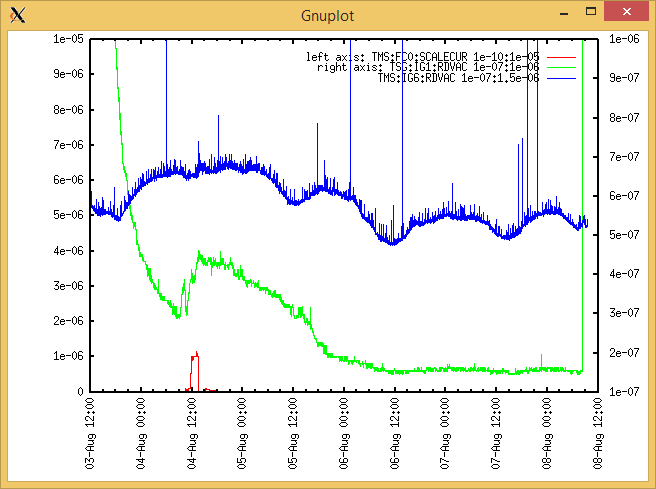 Gnuplot
left axis: TMS:FC0:SCALECUR 1e-10:1e-05
right axis: TSG:IG1:RDVAC 1e-07:1e-06
TMS:IG6:RDVAC 1e-07:1.5e-06
1e-05
9e-06
8e-06
7e-06
6e-06
5e-06
4e-06
3e-06
2e-06
1e-06
0
1e-06
9e-07
8e-07
7e-07
6e-07
5e-07
4e-07
3e-07
2e-07
1e-07
03-Aug 12:00
04-Aug 00:00
04-Aug 12:00
05-Aug 00:00
05-Aug 12:00
06-Aug 00:00
06-Aug 12:00
07-Aug 00:00
07-Aug 12:00
08-Aug 00:00
08-Aug 12:00